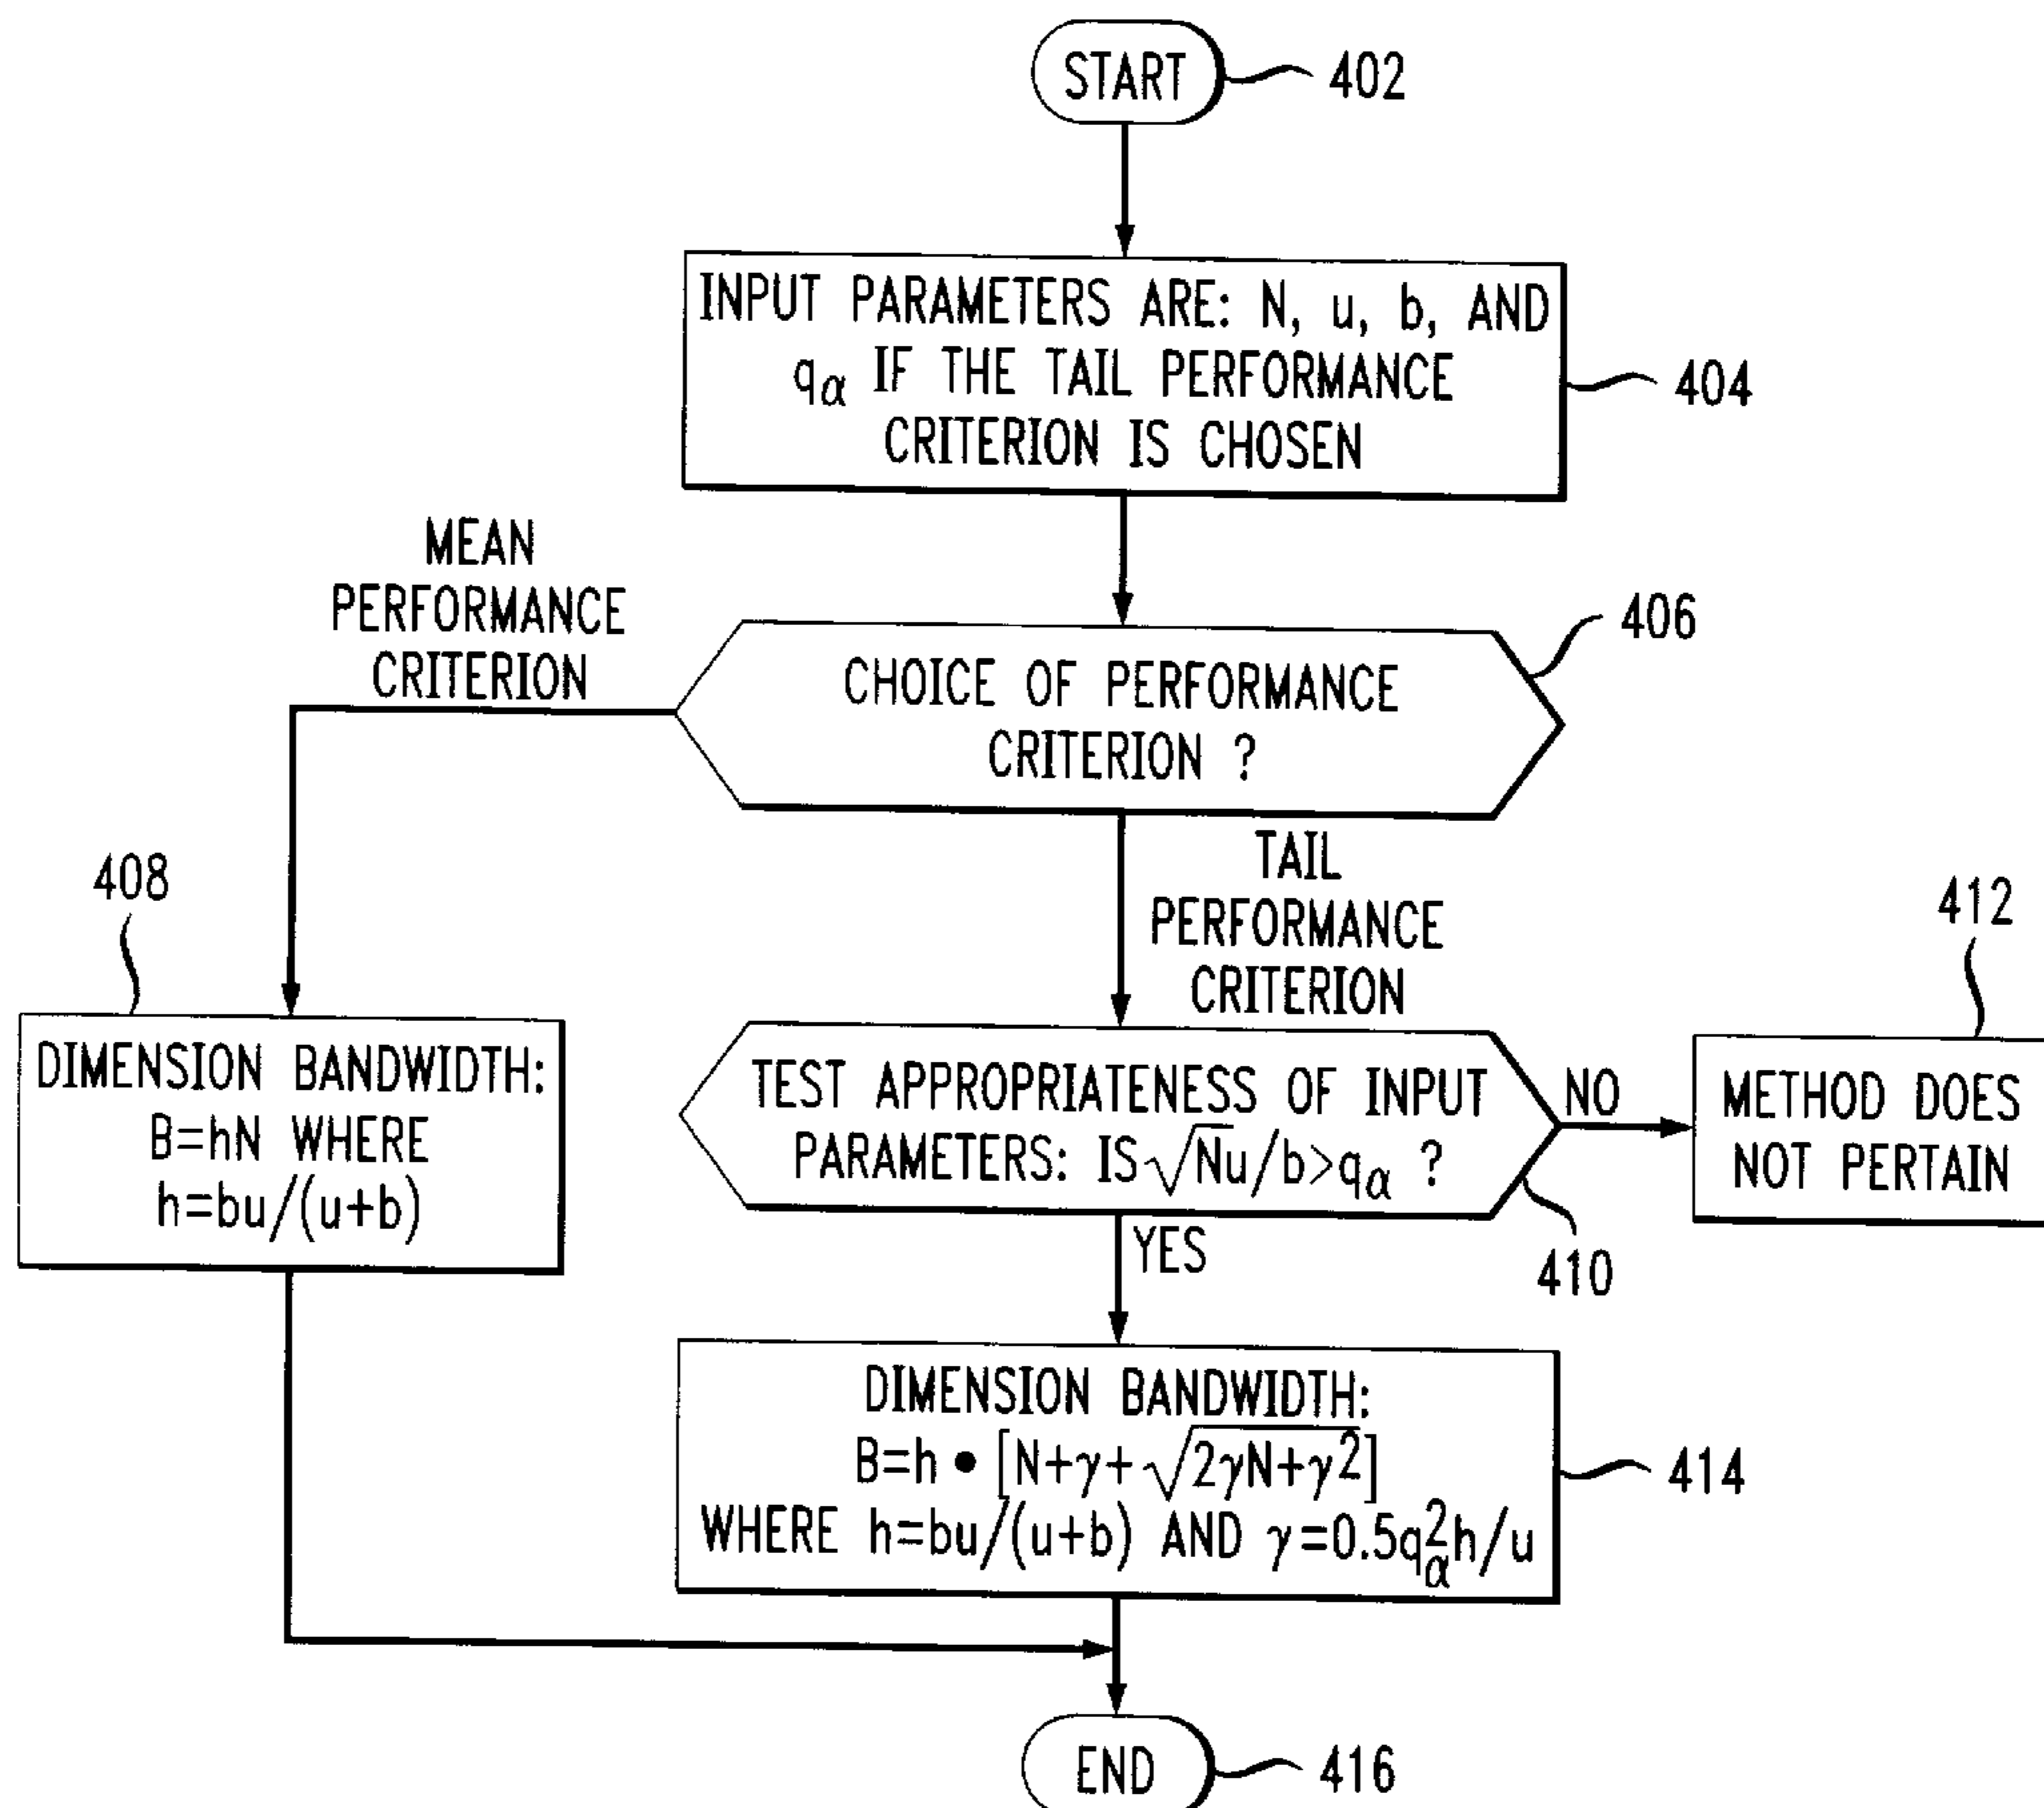 START
402
INPUT PARAMETERS ARE: N, u, b, AND
qα IF THE TAIL PERFORMANCE
CRITERION IS CHOSEN
404
MEAN
PERFORMANCE
CRITERION
406
CHOICE OF PERFORMANCE
CRITERION ?
TAIL
PERFORMANCE
CRITERION
408
DIMENSION BANDWIDTH:
B=hN WHERE
h=bu/(u+b)
TEST APPROPRIATENESS OF INPUT
PARAMETERS: IS √Nu/b>qα ?
410
NO
412
METHOD DOES
NOT PERTAIN
YES
DIMENSION BANDWIDTH:
B=h • [N+γ+√2γN+γ²]
WHERE h=bu/(u+b) AND γ=0.5q²αh/u
414
END
416